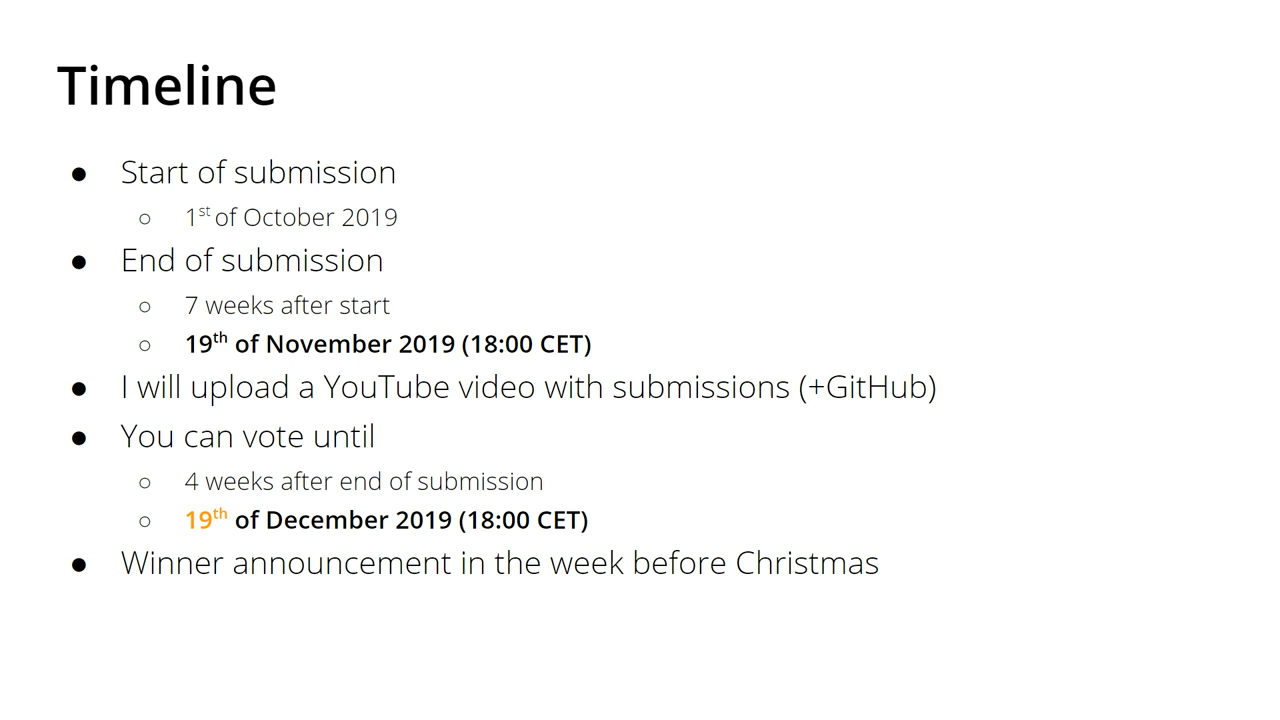 Timeline
● Start of submission
○ 1st of October 2019
● End of submission
○ 7 weeks after start
○ 19th of November 2019 (18:00 CET)
● I will upload a YouTube video with submissions (+GitHub)
● You can vote until
○ 4 weeks after end of submission
○ 19th of December 2019 (18:00 CET)
● Winner announcement in the week before Christmas